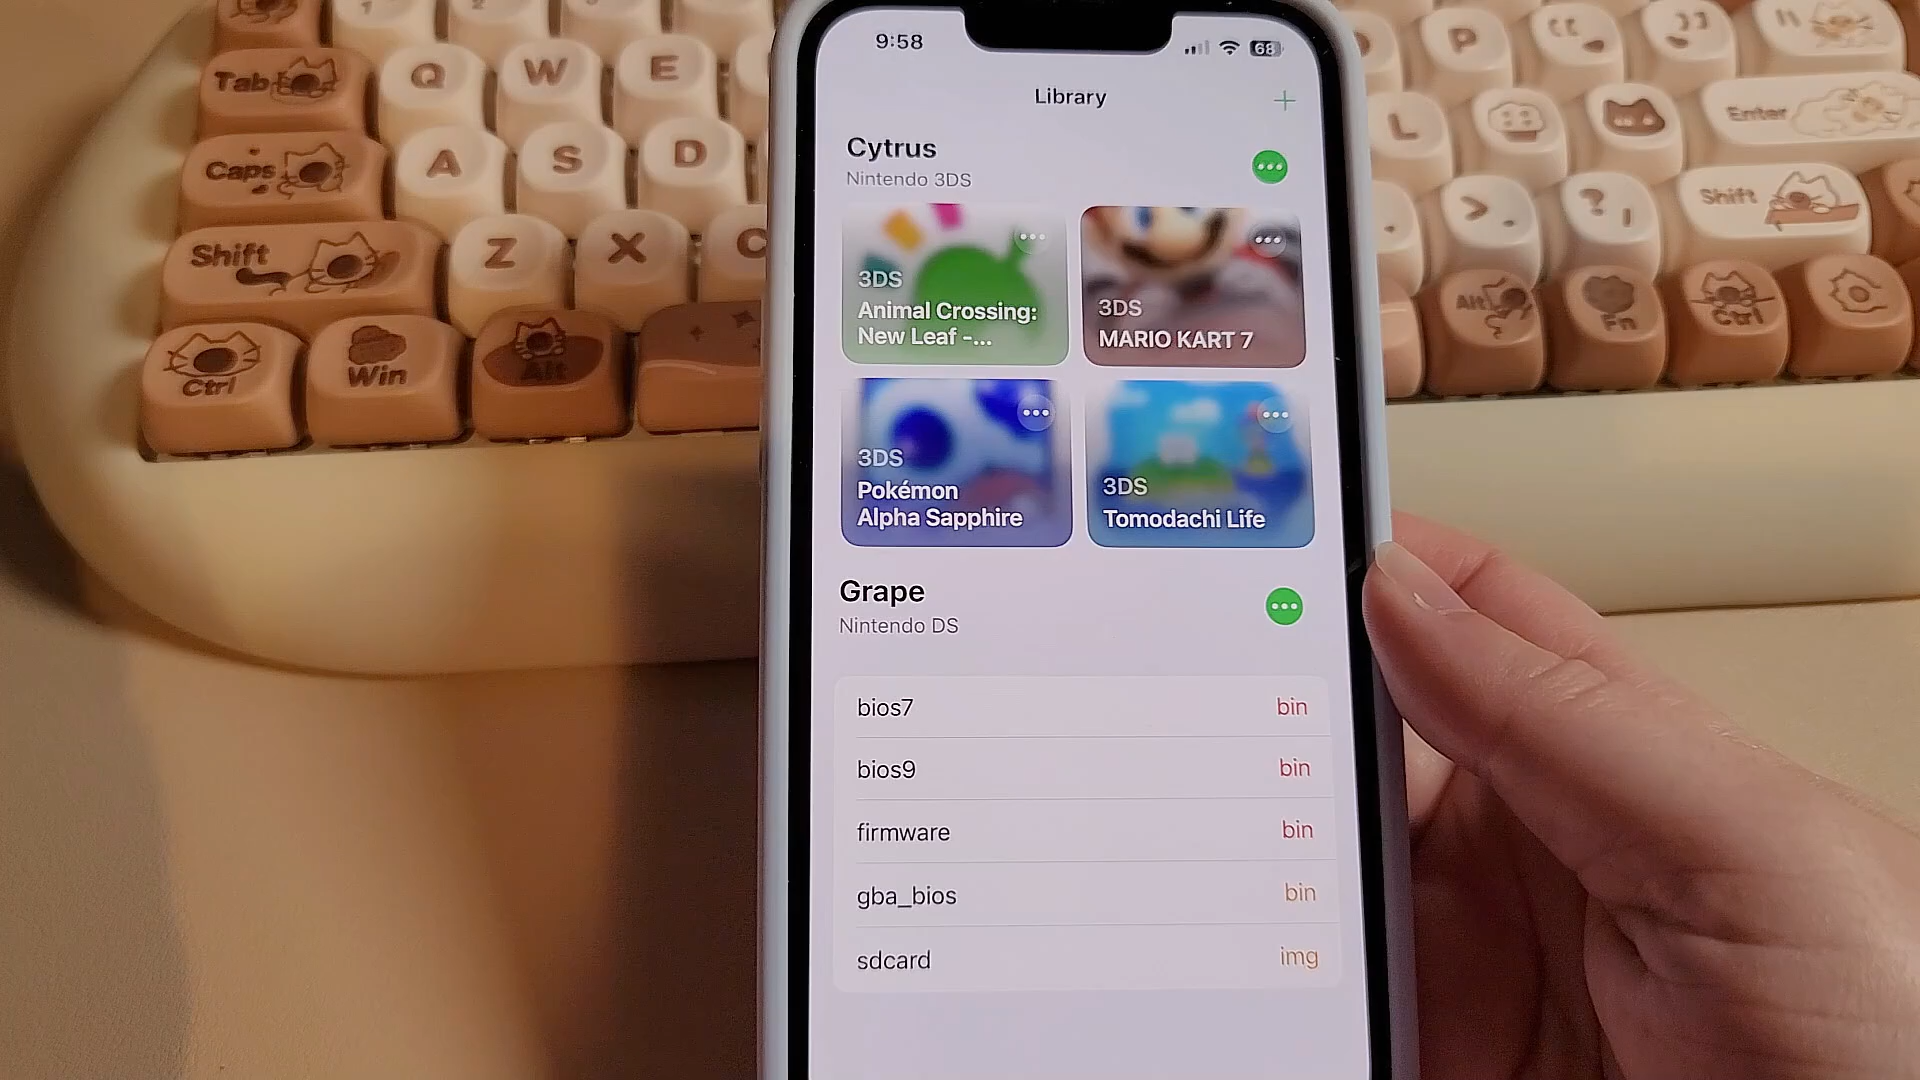 9:58
68
Library
Cytrus
Nintendo 3DS
3DS
Animal Crossing:
New Leaf -...
3DS
MARIO KART 7
3DS
Pokémon
Alpha Sapphire
3DS
Tomodachi Life
Grape
Nintendo DS
bios7 bin
bios9 bin
firmware bin
gba_bios bin
sdcard img
Tab Q W E
P
Caps A S D
L
Enter
Shift Z X C
Shift
Ctrl Win Alt
Alt Fn Ctrl